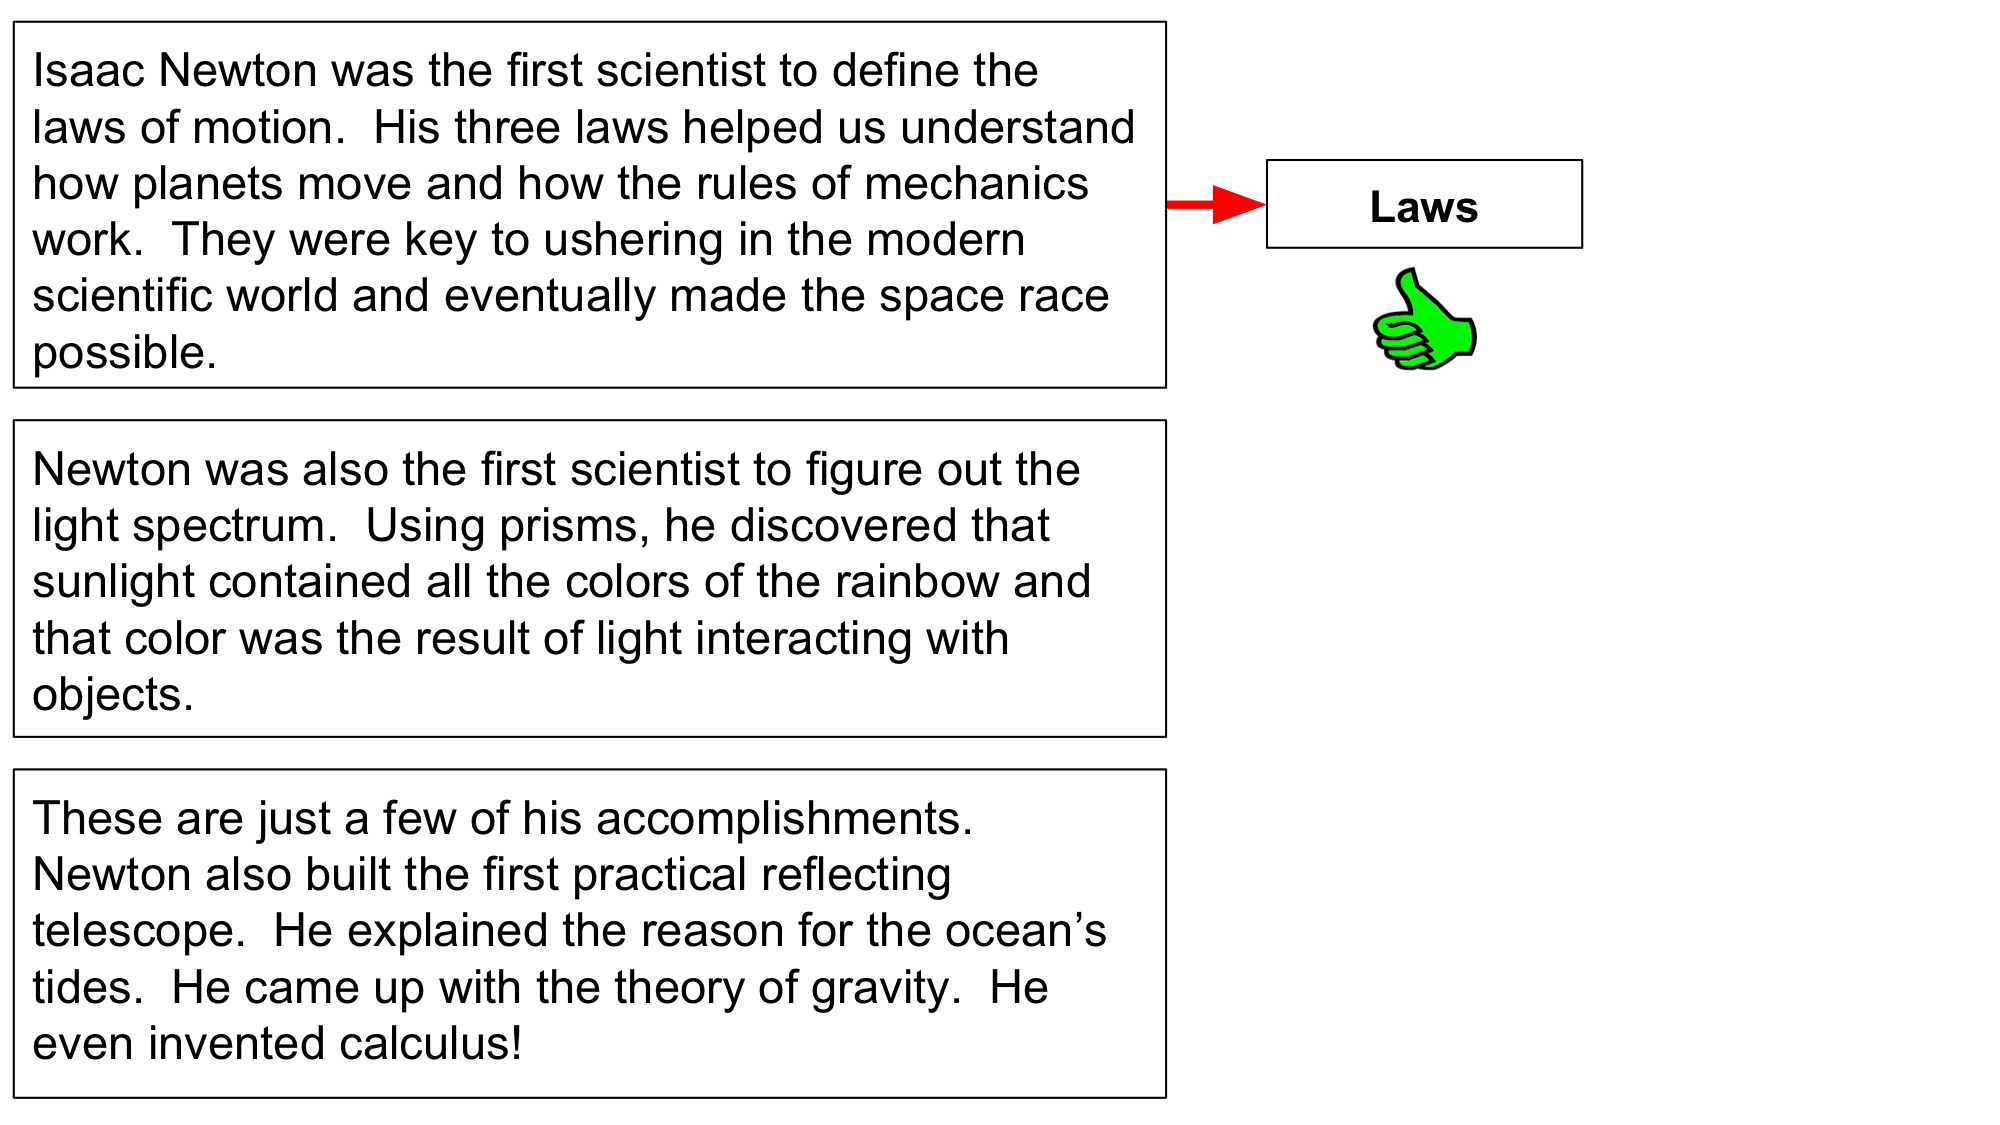 Isaac Newton was the first scientist to define the
laws of motion.  His three laws helped us understand
how planets move and how the rules of mechanics
work.  They were key to ushering in the modern
scientific world and eventually made the space race
possible.
Laws
Newton was also the first scientist to figure out the
light spectrum.  Using prisms, he discovered that
sunlight contained all the colors of the rainbow and
that color was the result of light interacting with
objects.
These are just a few of his accomplishments.
Newton also built the first practical reflecting
telescope.  He explained the reason for the ocean’s
tides.  He came up with the theory of gravity.  He
even invented calculus!